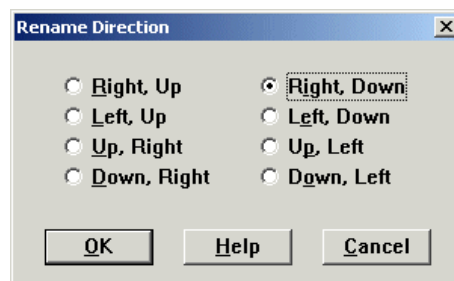 Rename Direction
Right, Up Right, Down
Left, Up Left, Down
Up, Right Up, Left
Down, Right Down, Left
OK Help Cancel